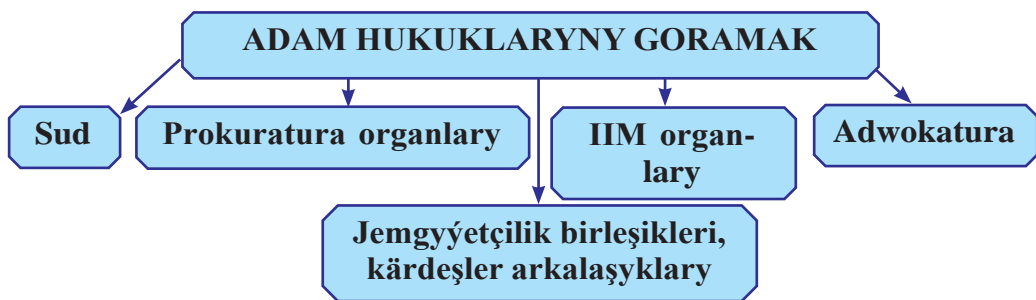 ADAM HUKUKLARYNY GORAMAK
Sud
Prokuratura organlary
IIM organ-
lary
Adwokatura
Jemgyýetçilik birleşikleri,
kärdeşler arkalaşyklary